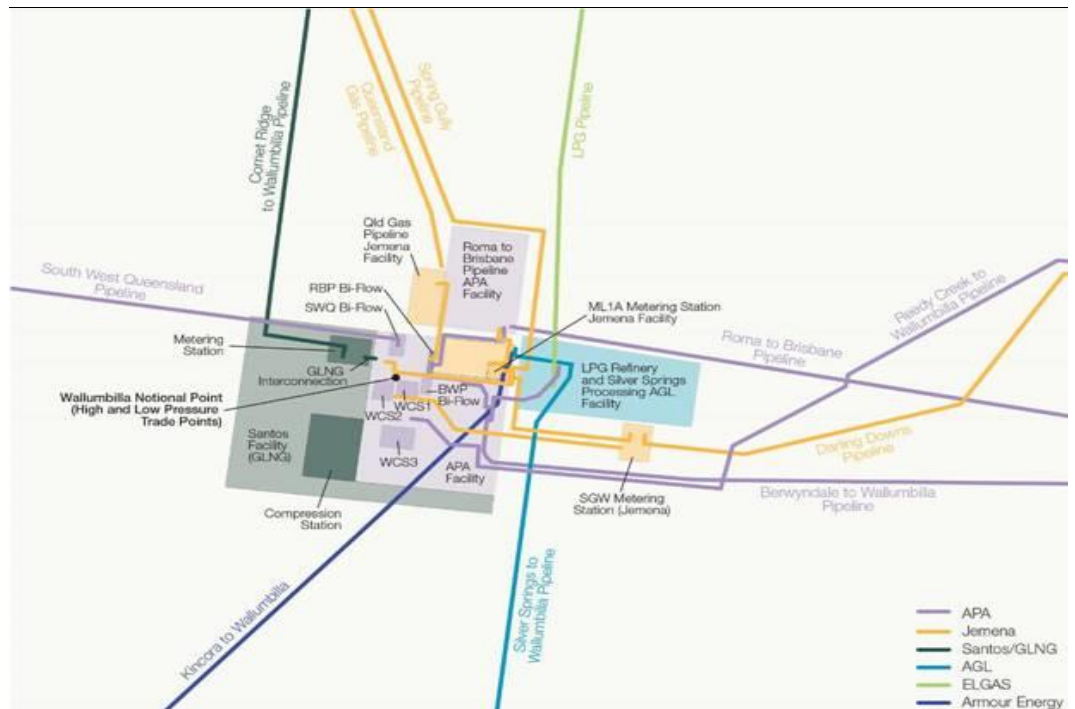 Comet Ridge
to Wallumbilla Pipeline
Queensland
Gas Pipeline
Spring Gully
Pipeline
LPG Pipeline
Qld Gas
Pipeline
Jemena
Facility
Roma to
Brisbane
Pipeline
APA
Facility
South West Queensland
Pipeline
RBP Bi-Flow
SWQ Bi-Flow
ML1A Metering Station
Jemena Facility
Reedy Creek to
Wallumbilla Pipeline
Roma to Brisbane
Pipeline
Metering
Station
GLNG
Interconnection
LPG Refinery
and Silver Springs
Processing AGL
Facility
BWP
Bi-Flow
Wallumbilla Notional Point
(High and Low Pressure
Trade Points)
WCS1
WCS2
WCS3
Santos
Facility
(GLNG)
APA
Facility
Darling Downs
Pipeline
Berwyndale to Wallumbilla
Pipeline
SGW Metering
Station (Jemena)
Compression
Station
Kincora to Wallumbilla
Silver Springs to
Wallumbilla Pipeline
APA
Jemena
Santos/GLNG
AGL
ELGAS
Armour Energy